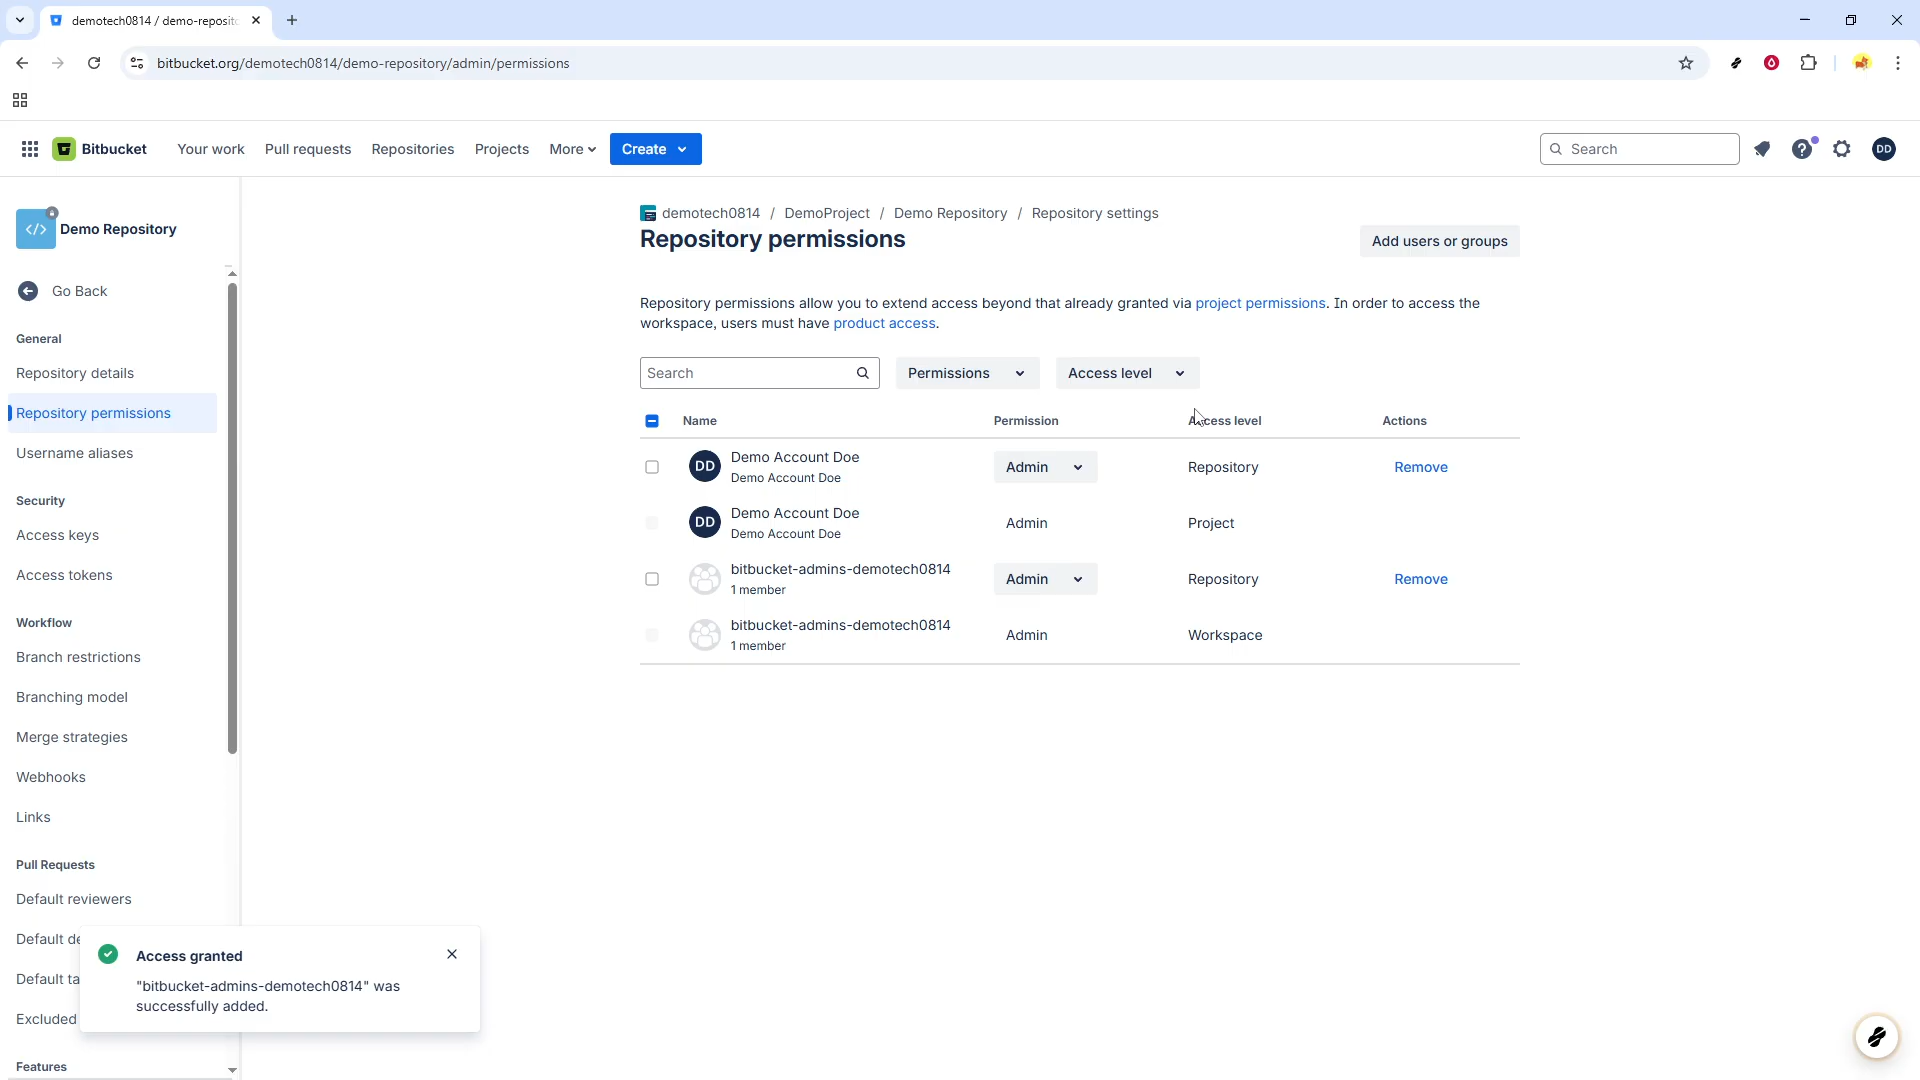 demotech0814 / demo-reposito
bitbucket.org/demotech0814/demo-repository/admin/permissions
Bitbucket
Your work
Pull requests
Repositories
Projects
More
Create
Search
DD
</>
Demo Repository
Go Back
General
Repository details
Repository permissions
Username aliases
Security
Access keys
Access tokens
Workflow
Branch restrictions
Branching model
Merge strategies
Webhooks
Links
Pull Requests
Default reviewers
Default de
Default ta
Excluded
Features
demotech0814 / DemoProject / Demo Repository / Repository settings
Repository permissions
Add users or groups
Repository permissions allow you to extend access beyond that already granted via project permissions. In order to access the
workspace, users must have product access.
Search
Permissions
Access level
Name Permission Access level Actions
DD Demo Account Doe Admin Repository Remove
Demo Account Doe
DD Demo Account Doe Admin Project
Demo Account Doe
bitbucket-admins-demotech0814 Admin Repository Remove
1 member
bitbucket-admins-demotech0814 Admin Workspace
1 member
Access granted
"bitbucket-admins-demotech0814" was
successfully added.